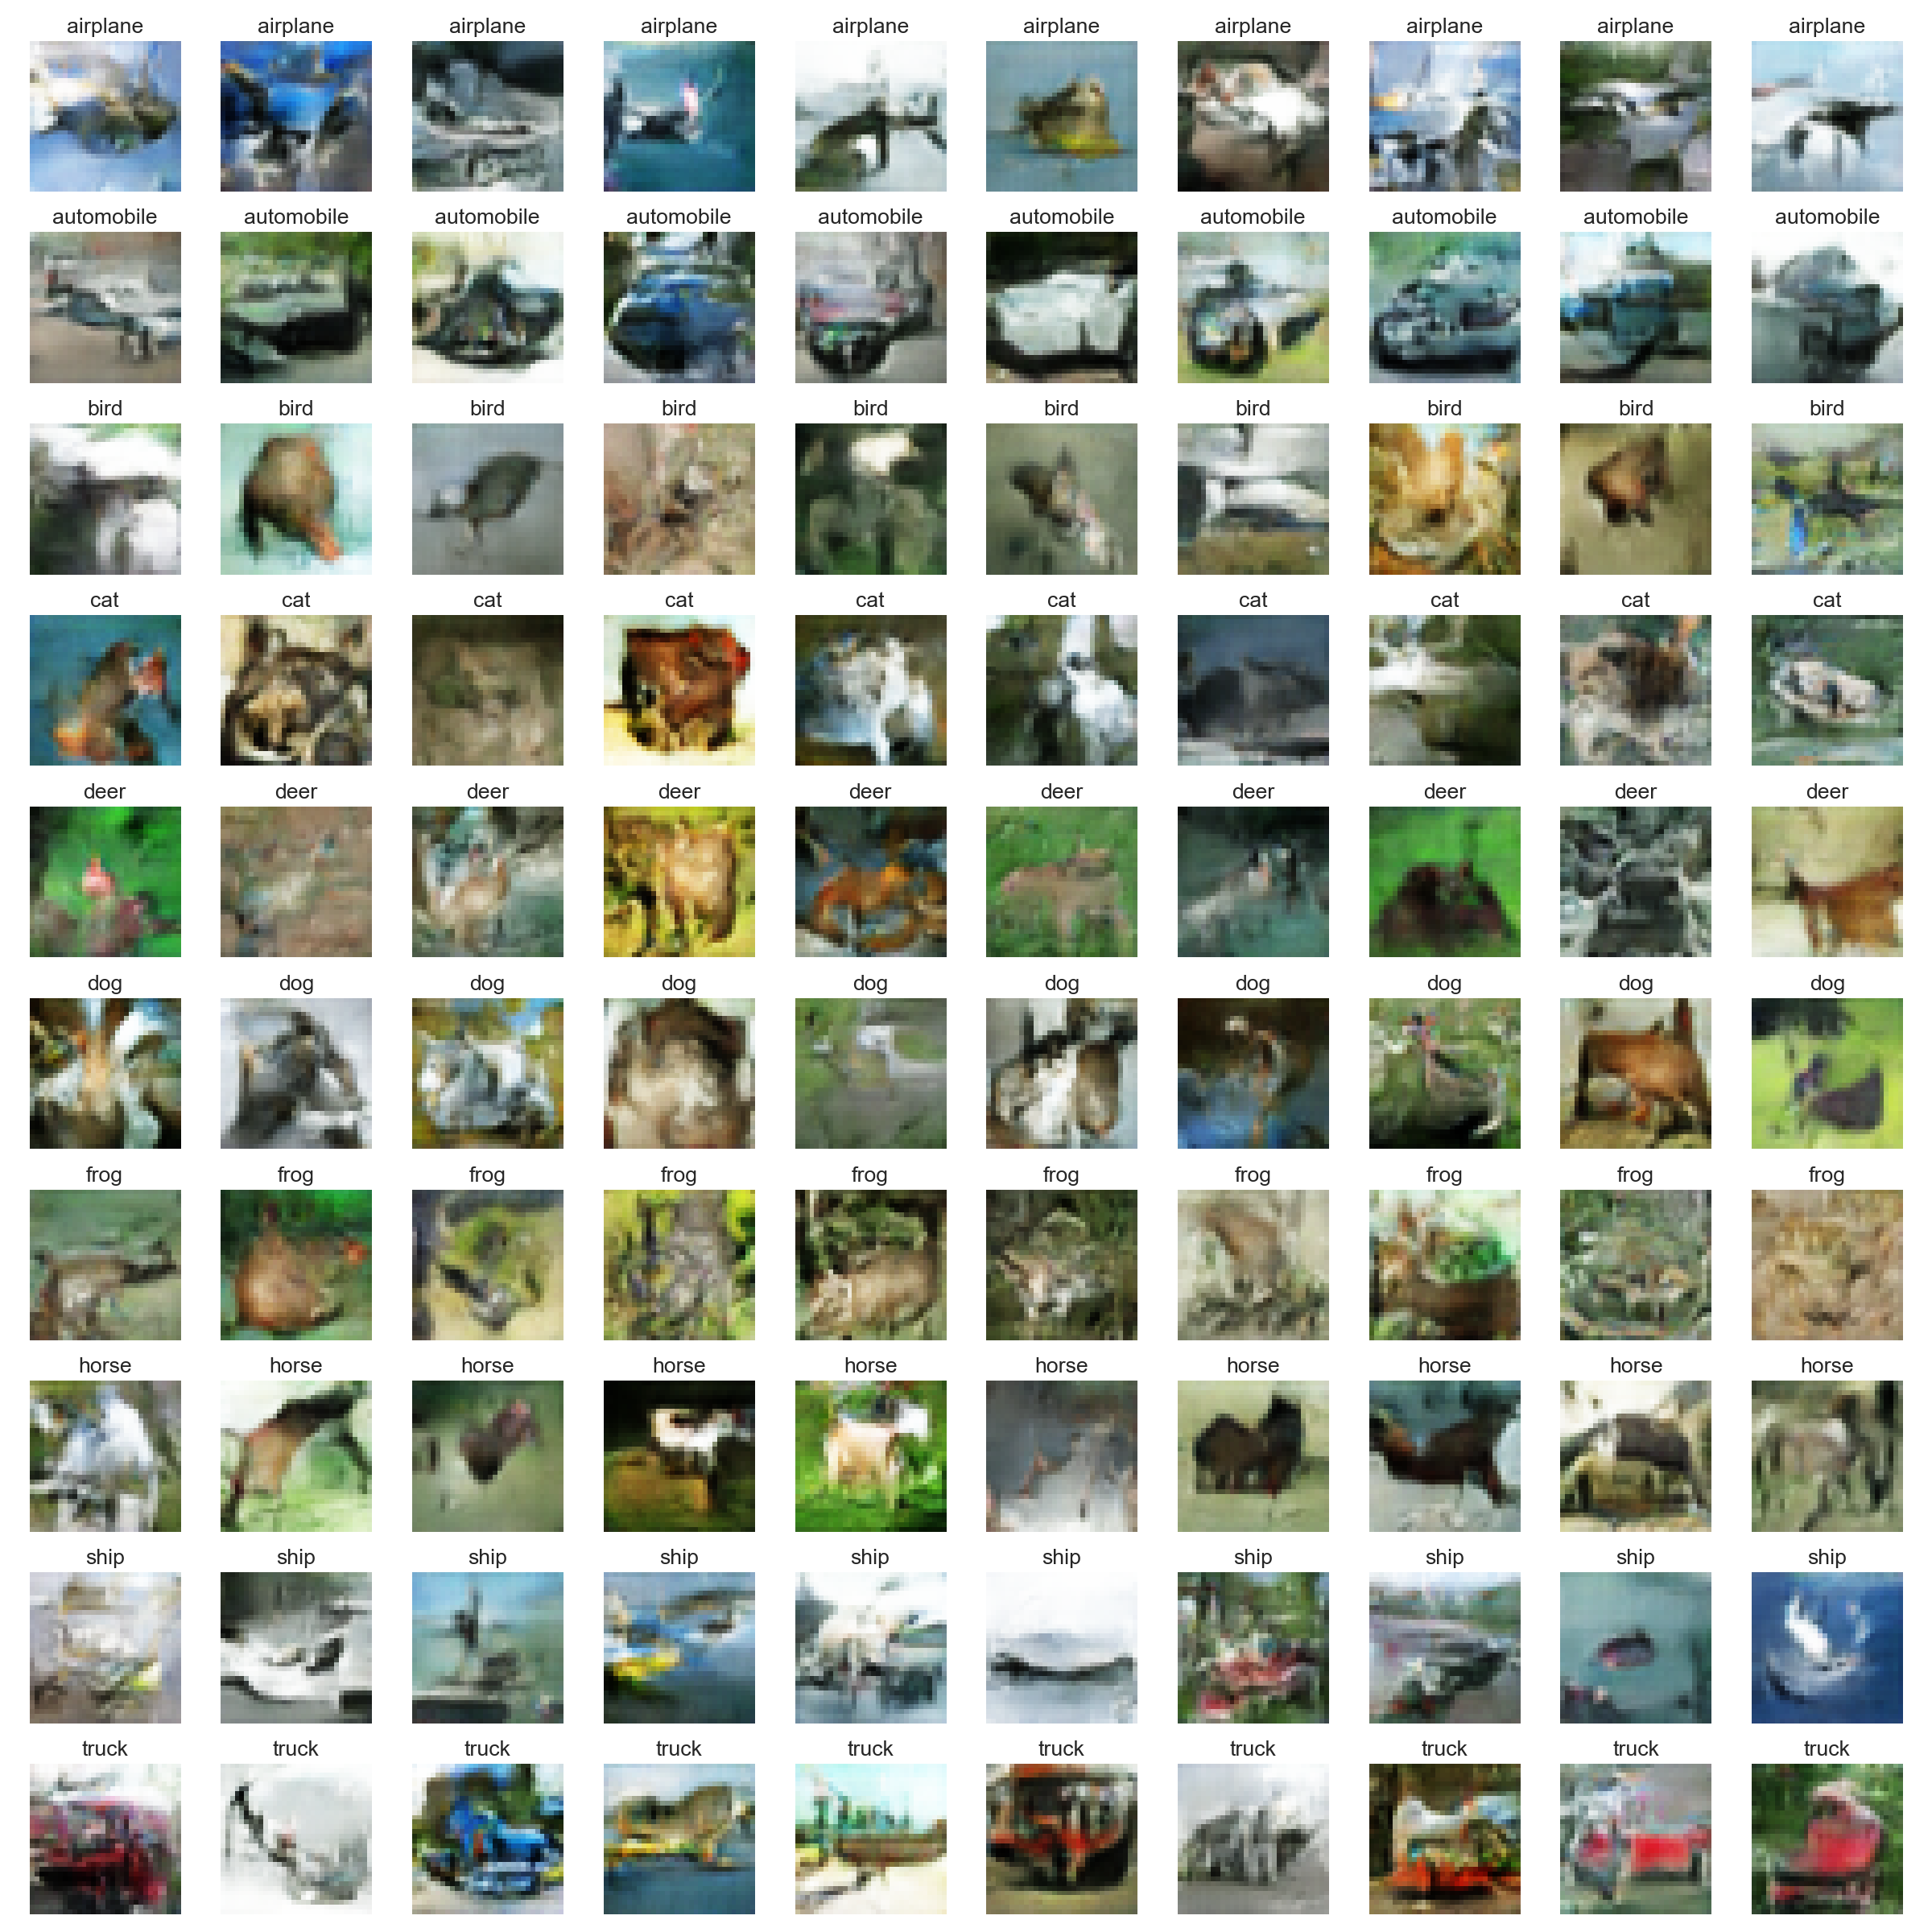 airplane airplane airplane airplane airplane airplane airplane airplane airplane airplane
automobile automobile automobile automobile automobile automobile automobile automobile automobile automobile
bird bird bird bird bird bird bird bird bird bird
cat cat cat cat cat cat cat cat cat cat
deer deer deer deer deer deer deer deer deer deer
dog dog dog dog dog dog dog dog dog dog
frog frog frog frog frog frog frog frog frog frog
horse horse horse horse horse horse horse horse horse horse
ship ship ship ship ship ship ship ship ship ship
truck truck truck truck truck truck truck truck truck truck